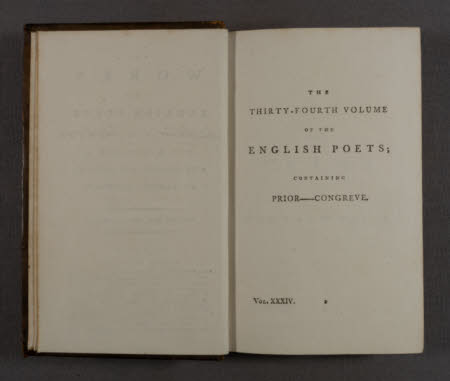 THE
THIRTY-FOURTH VOLUME
OF THE
ENGLISH POETS;
CONTAINING
PRIOR—CONGREVE.
VOL. XXXIV.